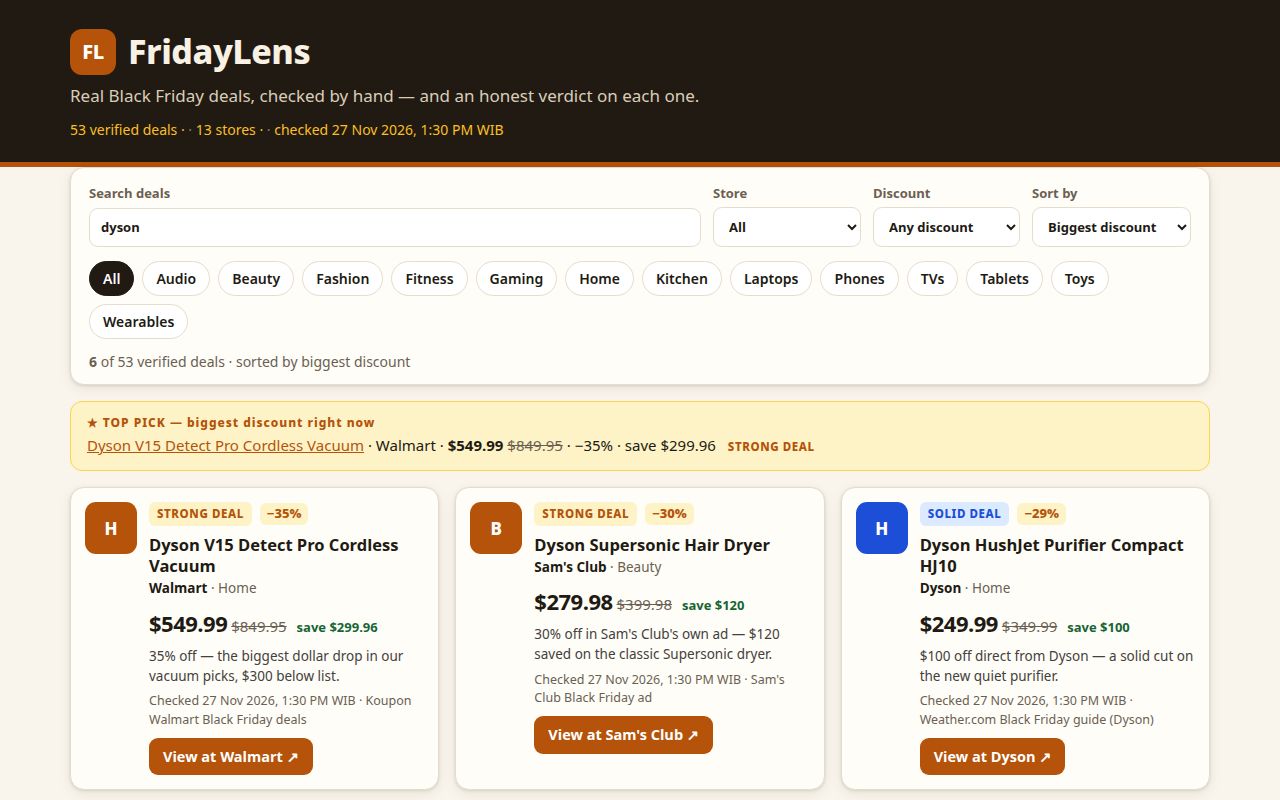 FL
FridayLens
Real Black Friday deals, checked by hand — and an honest verdict on each one.
53 verified deals · · 13 stores · · checked 27 Nov 2026, 1:30 PM WIB
Search deals
dyson
Store
All
Discount
Any discount
Sort by
Biggest discount
All
Audio
Beauty
Fashion
Fitness
Gaming
Home
Kitchen
Laptops
Phones
TVs
Tablets
Toys
Wearables
6 of 53 verified deals · sorted by biggest discount
★ TOP PICK — biggest discount right now
Dyson V15 Detect Pro Cordless Vacuum · Walmart · $549.99 $849.95 · −35% · save $299.96 STRONG DEAL
H
STRONG DEAL −35%
Dyson V15 Detect Pro Cordless
Vacuum
Walmart · Home
$549.99 $849.95 save $299.96
35% off — the biggest dollar drop in our
vacuum picks, $300 below list.
Checked 27 Nov 2026, 1:30 PM WIB · Koupon
Walmart Black Friday deals
View at Walmart ↗
B
STRONG DEAL −30%
Dyson Supersonic Hair Dryer
Sam's Club · Beauty
$279.98 $399.98 save $120
30% off in Sam's Club's own ad — $120
saved on the classic Supersonic dryer.
Checked 27 Nov 2026, 1:30 PM WIB · Sam's
Club Black Friday ad
View at Sam's Club ↗
H
SOLID DEAL −29%
Dyson HushJet Purifier Compact
HJ10
Dyson · Home
$249.99 $349.99 save $100
$100 off direct from Dyson — a solid cut on
the new quiet purifier.
Checked 27 Nov 2026, 1:30 PM WIB ·
Weather.com Black Friday guide (Dyson)
View at Dyson ↗